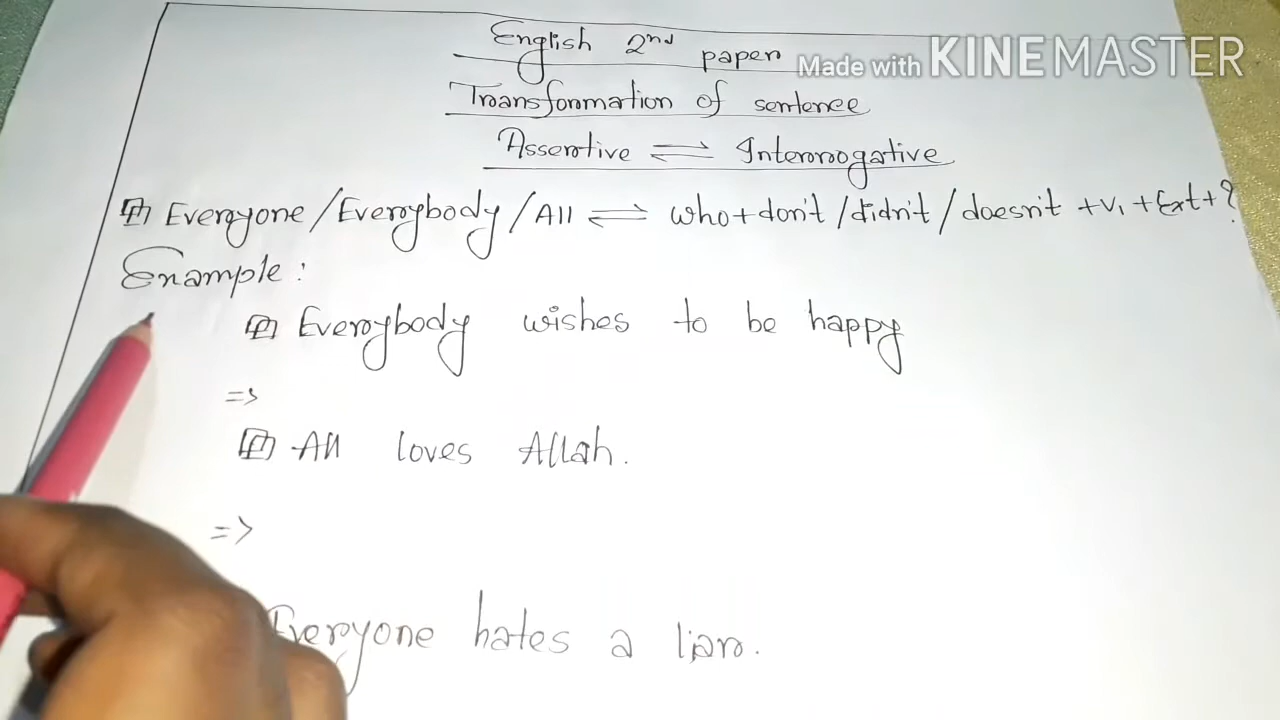 English 2nd paper
Made with KINEMASTER
Transformation of sentence
Assertive ⇌ Interrogative
Everyone/Everybody/All ⇌ who+don't/didn't/doesn't +V₁ +Ext+?
Example:
Everybody wishes to be happy
=>
All loves Allah.
=>
Everyone hates a liar.